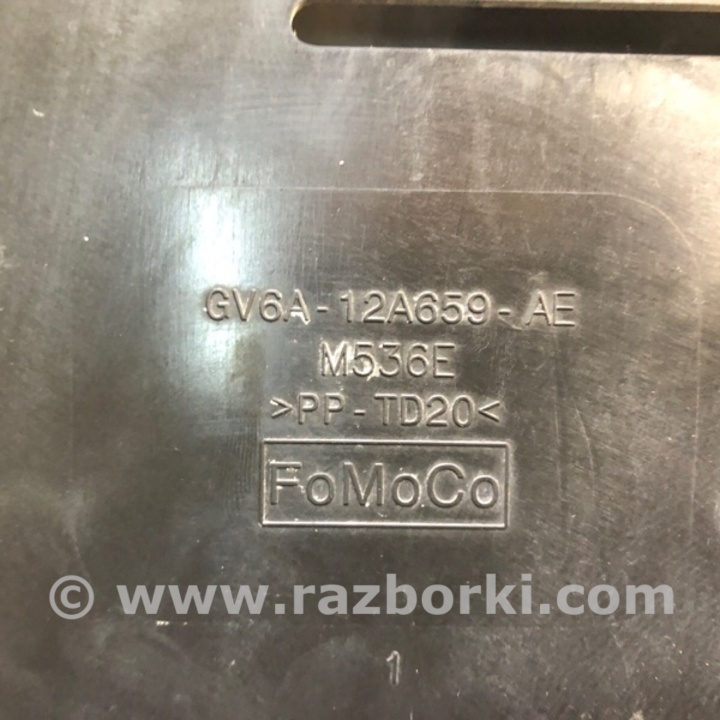 GV6A-12A659-AE
M536E
>PP-TD20<
FoMoCo
© www.razborki.com
1